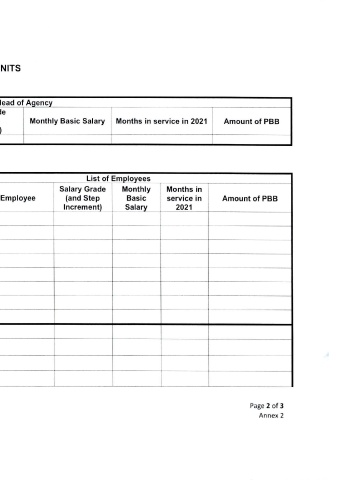 NITS
lead of Agency
le
)
Monthly Basic Salary
Months in service in 2021
Amount of PBB
List of Employees
Employee
Salary Grade
(and Step
Increment)
Monthly
Basic
Salary
Months in
service in
2021
Amount of PBB
Page 2 of 3
Annex 2